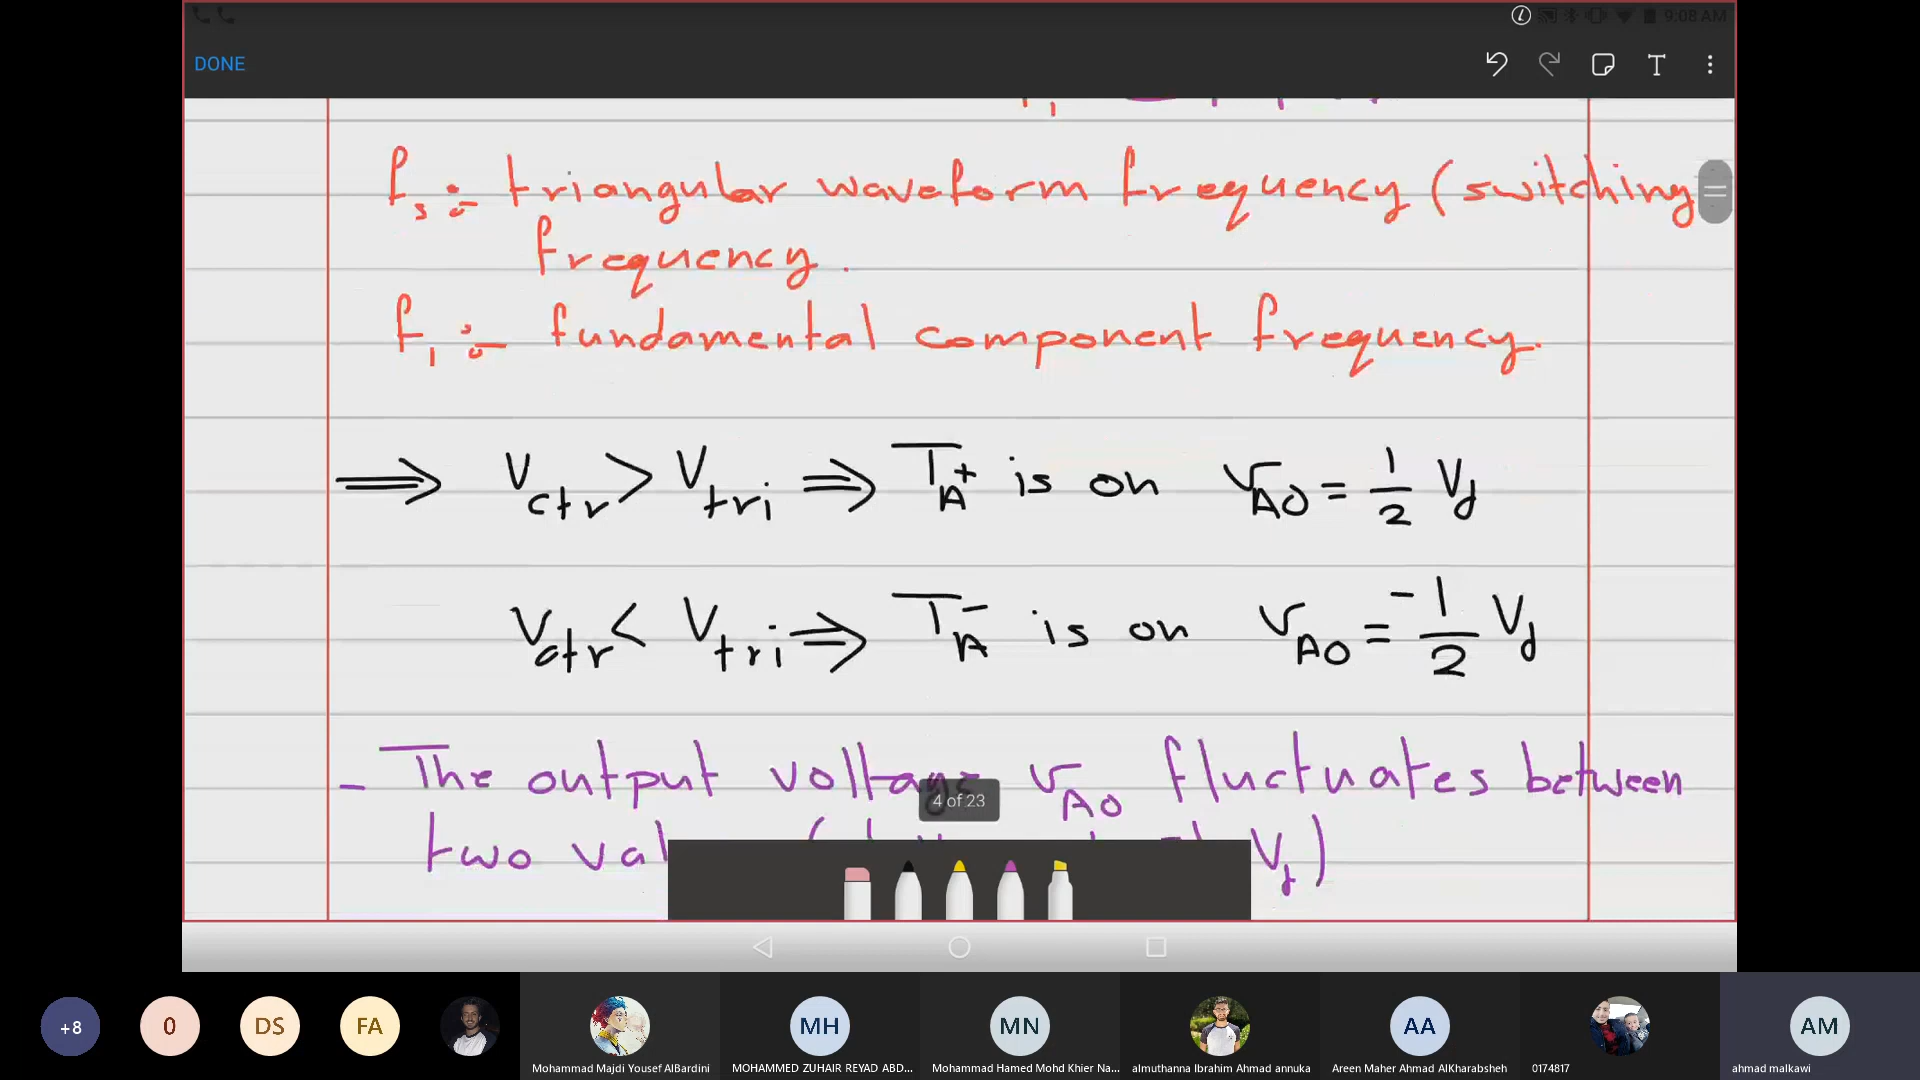 9:08 AM
DONE
T
fs :- triangular waveform frequency (switching
frequency.
f1 :- fundamental component frequency.
⇒ Vctr > Vtri ⇒ TA+ is on vAO = 1/2 Vd
Vctr < Vtri ⇒ TA- is on vAO = -1/2 Vd
- The output voltage vAO fluctuates between
two Vd)
4 of 23
+8
0
DS
FA
MH
MN
AA
AM
Mohammad Majdi Yousef AlBardini
MOHAMMED ZUHAIR REYAD ABD...
Mohammad Hamed Mohd Khier Na...
almuthanna Ibrahim Ahmad annuka
Areen Maher Ahmad AlKharabsheh
0174817
ahmad malkawi